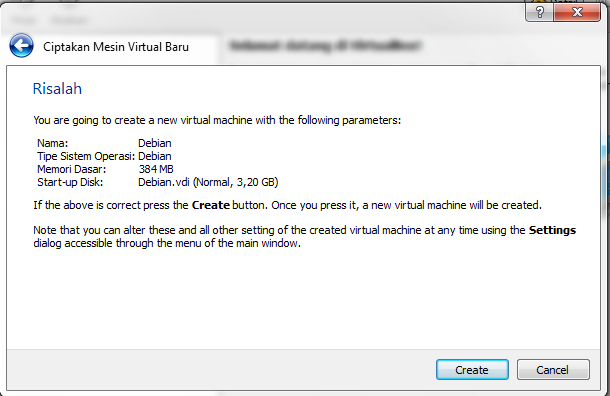 Ciptakan Mesin Virtual Baru
Selamat datang di VirtualBox!
Risalah
You are going to create a new virtual machine with the following parameters:
Nama: Debian
Tipe Sistem Operasi: Debian
Memori Dasar: 384 MB
Start-up Disk: Debian.vdi (Normal, 3,20 GB)
If the above is correct press the Create button. Once you press it, a new virtual machine will be created.
Note that you can alter these and all other setting of the created virtual machine at any time using the Settings
dialog accessible through the menu of the main window.
Create Cancel